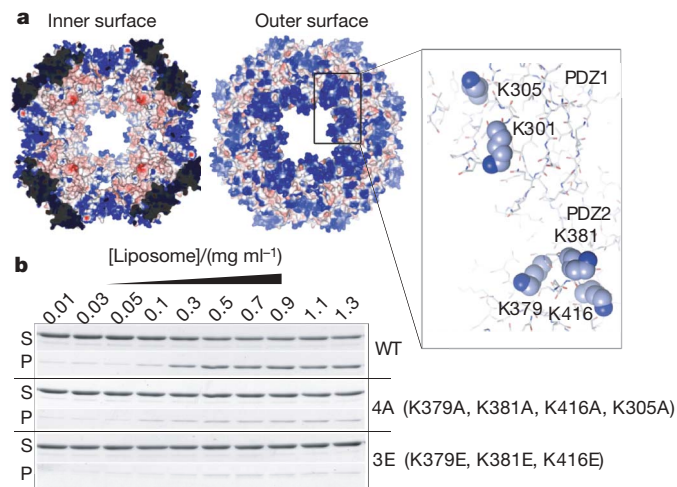 a
Inner surface Outer surface
PDZ1
K305
K301
PDZ2
K381
K379 K416
b
[Liposome]/(mg ml⁻¹)
0.01 0.03 0.05 0.1 0.3 0.5 0.7 0.9 1.1 1.3
S
P
WT
S
P
4A (K379A, K381A, K416A, K305A)
S
P
3E (K379E, K381E, K416E)